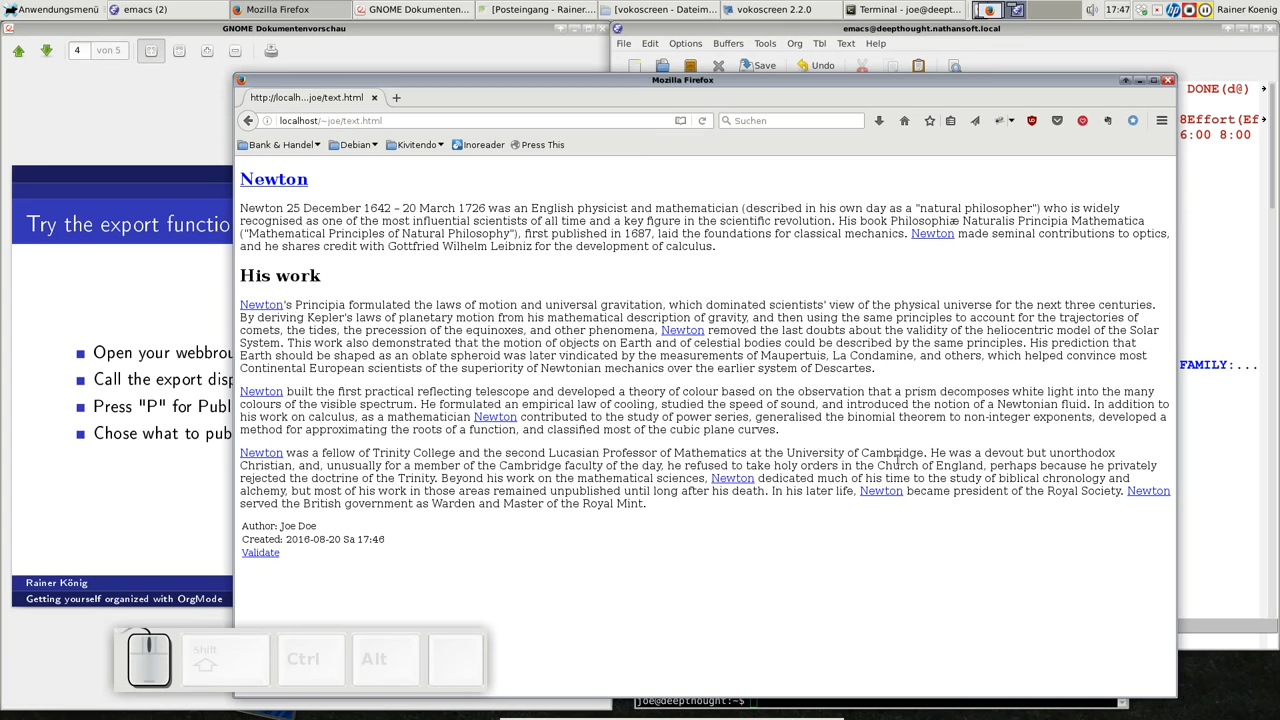 Anwendungsmenü
emacs (2)
Mozilla Firefox
GNOME Dokumenten...
[Posteingang - Rainer...
[vokoscreen - Dateim...
vokoscreen 2.2.0
Terminal - joe@deept...
17:47
Rainer Koenig
GNOME Dokumentenvorschau
emacs@deepthought.nathansoft.local
4 von 5
File Edit Options Buffers Tools Org Tbl Text Help
Save Undo
Mozilla Firefox
http://localh...joe/text.html
DONE(d@)
localhost/~joe/text.html
Suchen
8Effort(Ef
6:00 8:00
Bank & Handel
Debian
Kivitendo
Inoreader
Press This
Newton
Newton 25 December 1642 – 20 March 1726 was an English physicist and mathematician (described in his own day as a "natural philosopher") who is widely
recognised as one of the most influential scientists of all time and a key figure in the scientific revolution. His book Philosophiæ Naturalis Principia Mathematica
("Mathematical Principles of Natural Philosophy"), first published in 1687, laid the foundations for classical mechanics. Newton made seminal contributions to optics,
and he shares credit with Gottfried Wilhelm Leibniz for the development of calculus.
His work
Newton's Principia formulated the laws of motion and universal gravitation, which dominated scientists' view of the physical universe for the next three centuries.
By deriving Kepler's laws of planetary motion from his mathematical description of gravity, and then using the same principles to account for the trajectories of
comets, the tides, the precession of the equinoxes, and other phenomena, Newton removed the last doubts about the validity of the heliocentric model of the Solar
System. This work also demonstrated that the motion of objects on Earth and of celestial bodies could be described by the same principles. His prediction that
Earth should be shaped as an oblate spheroid was later vindicated by the measurements of Maupertuis, La Condamine, and others, which helped convince most
Continental European scientists of the superiority of Newtonian mechanics over the earlier system of Descartes.
Newton built the first practical reflecting telescope and developed a theory of colour based on the observation that a prism decomposes white light into the many
colours of the visible spectrum. He formulated an empirical law of cooling, studied the speed of sound, and introduced the notion of a Newtonian fluid. In addition to
his work on calculus, as a mathematician Newton contributed to the study of power series, generalised the binomial theorem to non-integer exponents, developed a
method for approximating the roots of a function, and classified most of the cubic plane curves.
Newton was a fellow of Trinity College and the second Lucasian Professor of Mathematics at the University of Cambridge. He was a devout but unorthodox
Christian, and, unusually for a member of the Cambridge faculty of the day, he refused to take holy orders in the Church of England, perhaps because he privately
rejected the doctrine of the Trinity. Beyond his work on the mathematical sciences, Newton dedicated much of his time to the study of biblical chronology and
alchemy, but most of his work in those areas remained unpublished until long after his death. In his later life, Newton became president of the Royal Society. Newton
served the British government as Warden and Master of the Royal Mint.
Author: Joe Doe
Created: 2016-08-20 Sa 17:46
Validate
FAMILY:...
Try the export functio
Open your webbrou
Call the export disp
Press "P" for Publ
Chose what to pub
Rainer König
Getting yourself organized with OrgMode
Shift
Ctrl
Alt
joe@deepthought:~$